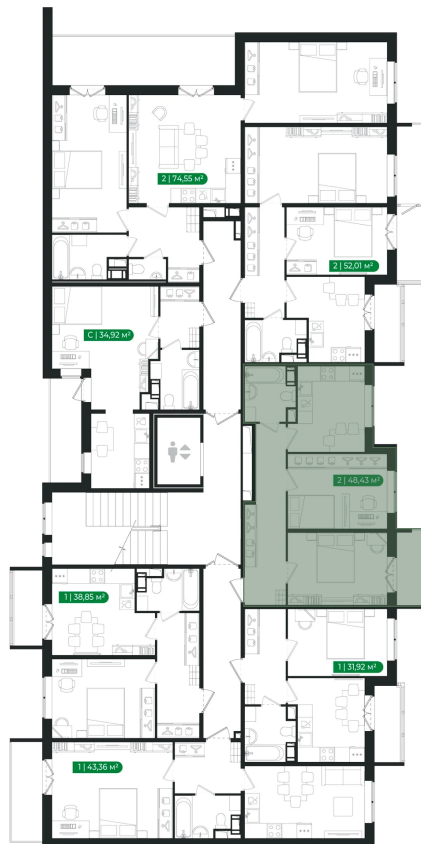 2 | 74,55 м²
2 | 52,01 м²
С | 34,92 м²
2 | 48,43 м²
1 | 38,85 м²
1 | 31,92 м²
1 | 43,36 м²